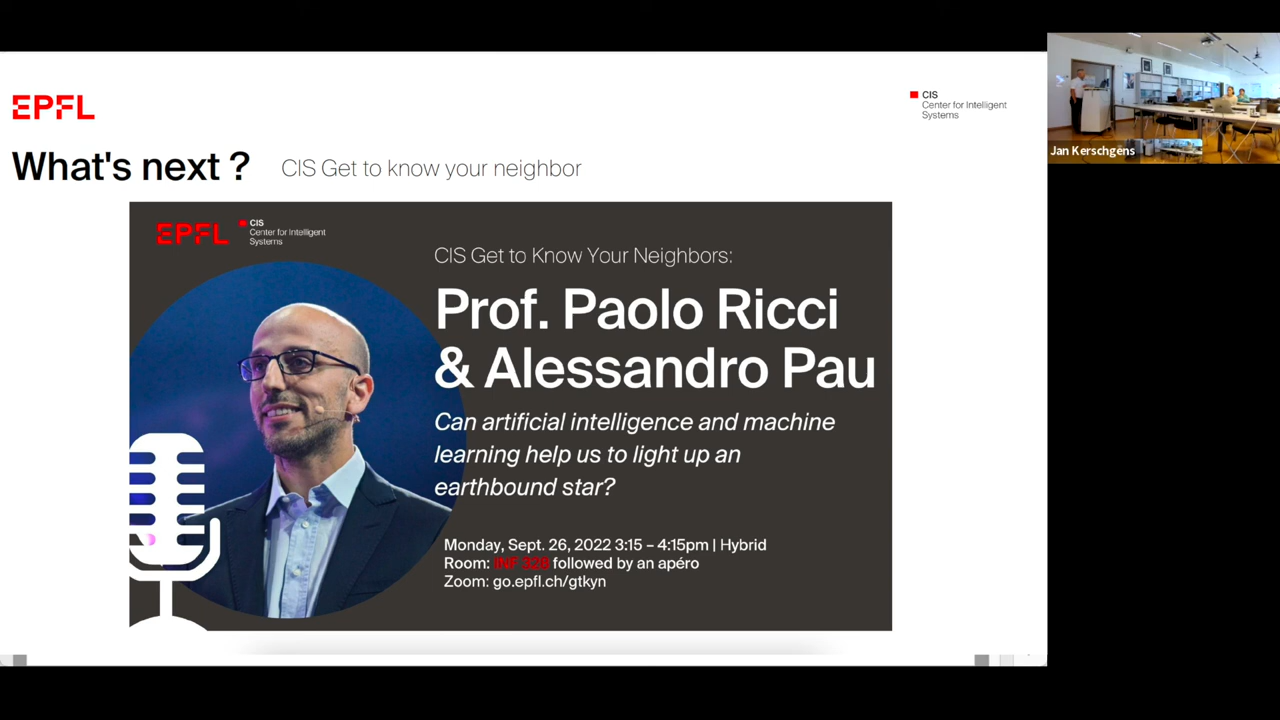 EPFL
CIS
Center for Intelligent
Systems
What's next ? CIS Get to know your neighbor
EPFL
CIS
Center for Intelligent
Systems
CIS Get to Know Your Neighbors:
Prof. Paolo Ricci
& Alessandro Pau
Can artificial intelligence and machine
learning help us to light up an
earthbound star?
Monday, Sept. 26, 2022 3:15 – 4:15pm | Hybrid
Room: INF 328 followed by an apéro
Zoom: go.epfl.ch/gtkyn
Jan Kerschgens